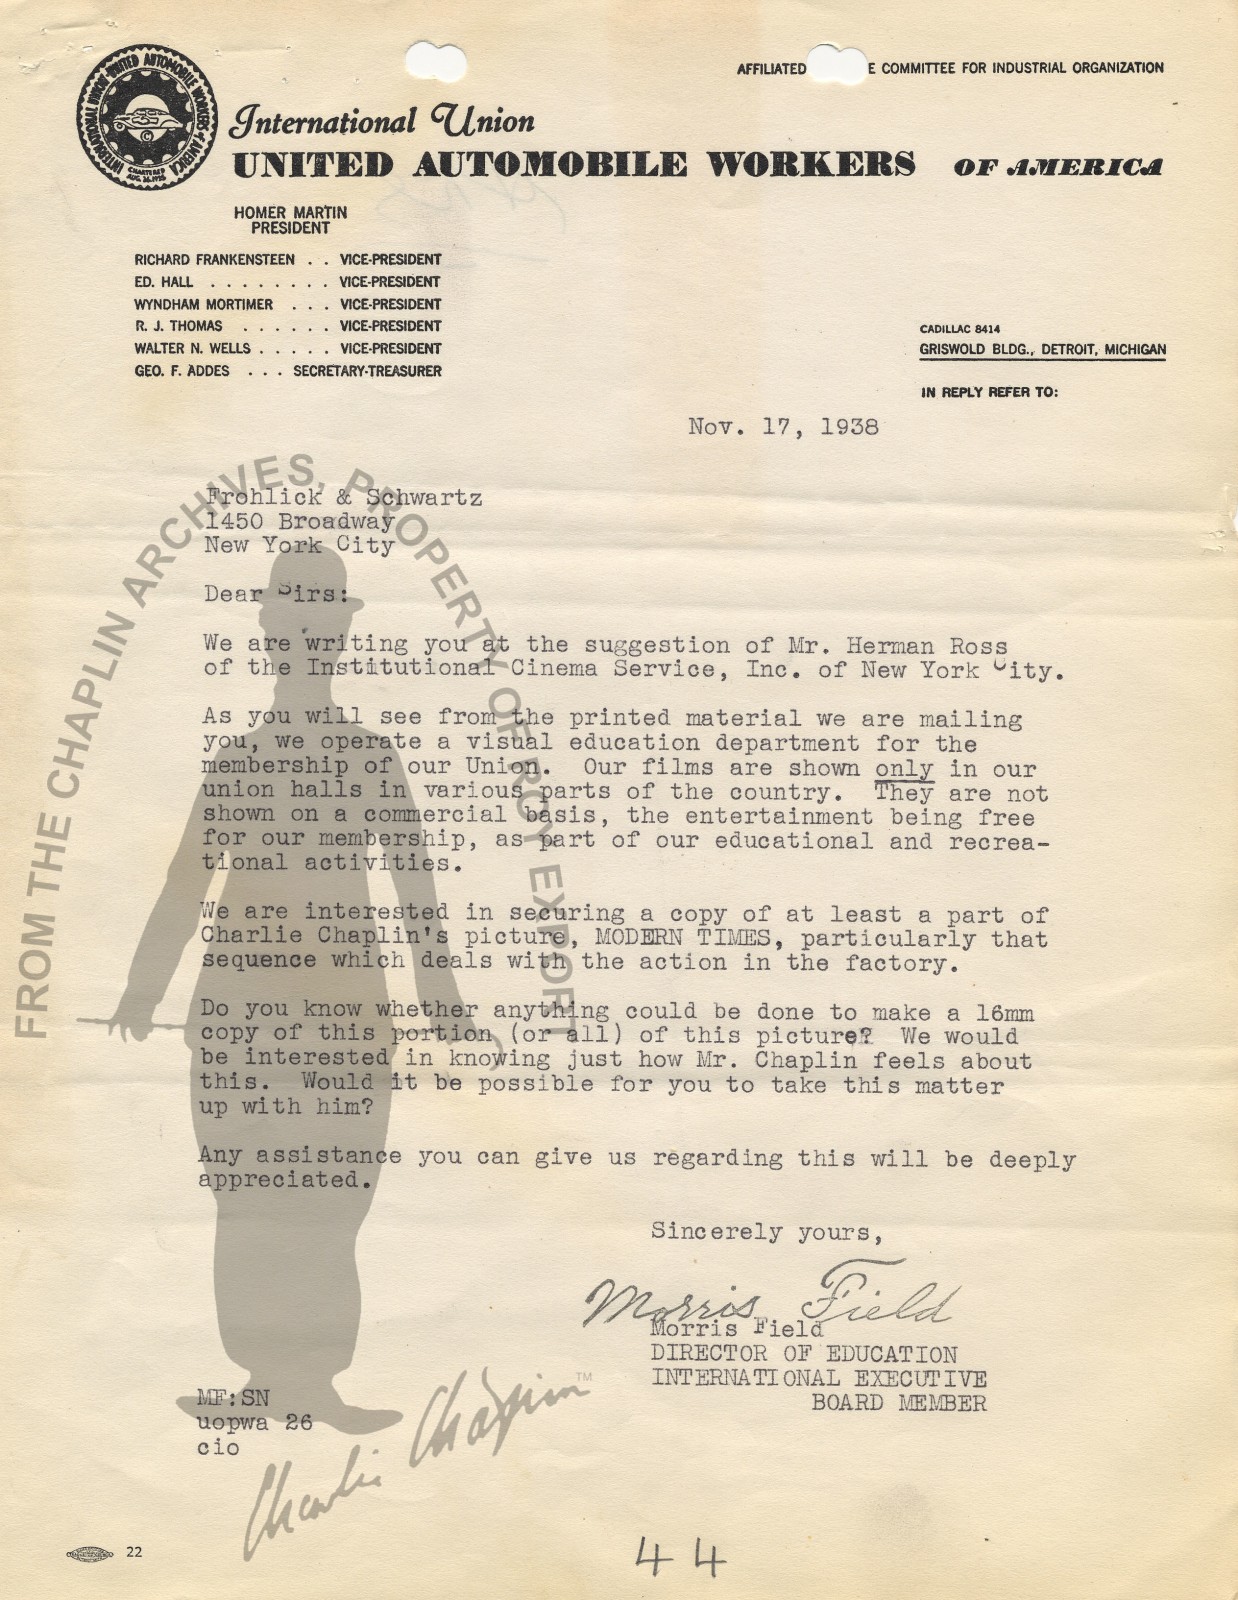 INTERNATIONAL UNION UNITED AUTOMOBILE WORKERS of AMERICA
CHARTERED
AUG. 26, 1935
AFFILIATED E COMMITTEE FOR INDUSTRIAL ORGANIZATION
International Union
UNITED AUTOMOBILE WORKERS OF AMERICA
HOMER MARTIN
PRESIDENT
RICHARD FRANKENSTEEN . . VICE-PRESIDENT
ED. HALL . . . . . . . . VICE-PRESIDENT
WYNDHAM MORTIMER . . . VICE-PRESIDENT
R. J. THOMAS . . . . . . VICE-PRESIDENT
WALTER N. WELLS . . . . . VICE-PRESIDENT
GEO. F. ADDES . . . SECRETARY-TREASURER
CADILLAC 8414
GRISWOLD BLDG., DETROIT, MICHIGAN
IN REPLY REFER TO:
Nov. 17, 1938
FROM THE CHAPLIN ARCHIVES, PROPERTY OF ROY EXPORT
Frohlick & Schwartz
1450 Broadway
New York City
Dear Sirs:
We are writing you at the suggestion of Mr. Herman Ross
of the Institutional Cinema Service, Inc. of New York City.
As you will see from the printed material we are mailing
you, we operate a visual education department for the
membership of our Union. Our films are shown only in our
union halls in various parts of the country. They are not
shown on a commercial basis, the entertainment being free
for our membership, as part of our educational and recrea-
tional activities.
We are interested in securing a copy of at least a part of
Charlie Chaplin's picture, MODERN TIMES, particularly that
sequence which deals with the action in the factory.
Do you know whether anything could be done to make a 16mm
copy of this portion (or all) of this picture? We would
be interested in knowing just how Mr. Chaplin feels about
this. Would it be possible for you to take this matter
up with him?
Any assistance you can give us regarding this will be deeply
appreciated.
Sincerely yours,
Morris Field
Morris Field
DIRECTOR OF EDUCATION
INTERNATIONAL EXECUTIVE
BOARD MEMBER
MF:SN
uopwa 26
cio
Charlie Chaplin™
22
44